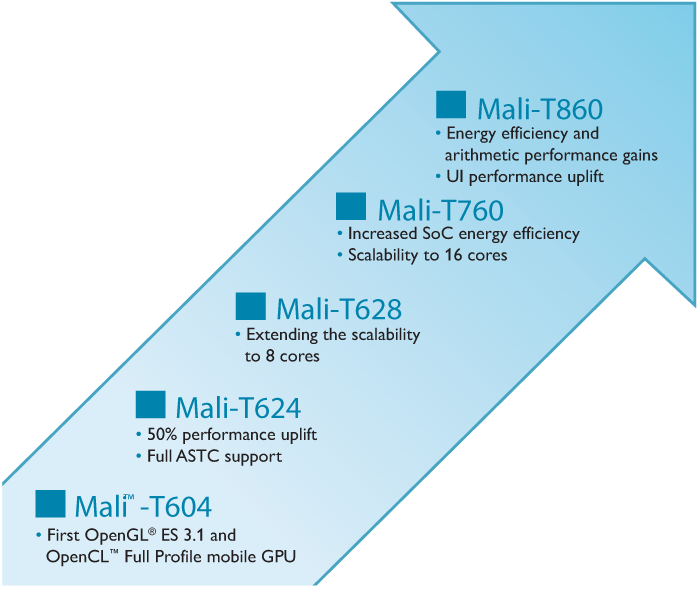 Mali-T860
• Energy efficiency and
arithmetic performance gains
• UI performance uplift
Mali-T760
• Increased SoC energy efficiency
• Scalability to 16 cores
Mali-T628
• Extending the scalability
to 8 cores
Mali-T624
• 50% performance uplift
• Full ASTC support
Mali™-T604
• First OpenGL® ES 3.1 and
OpenCL™ Full Profile mobile GPU